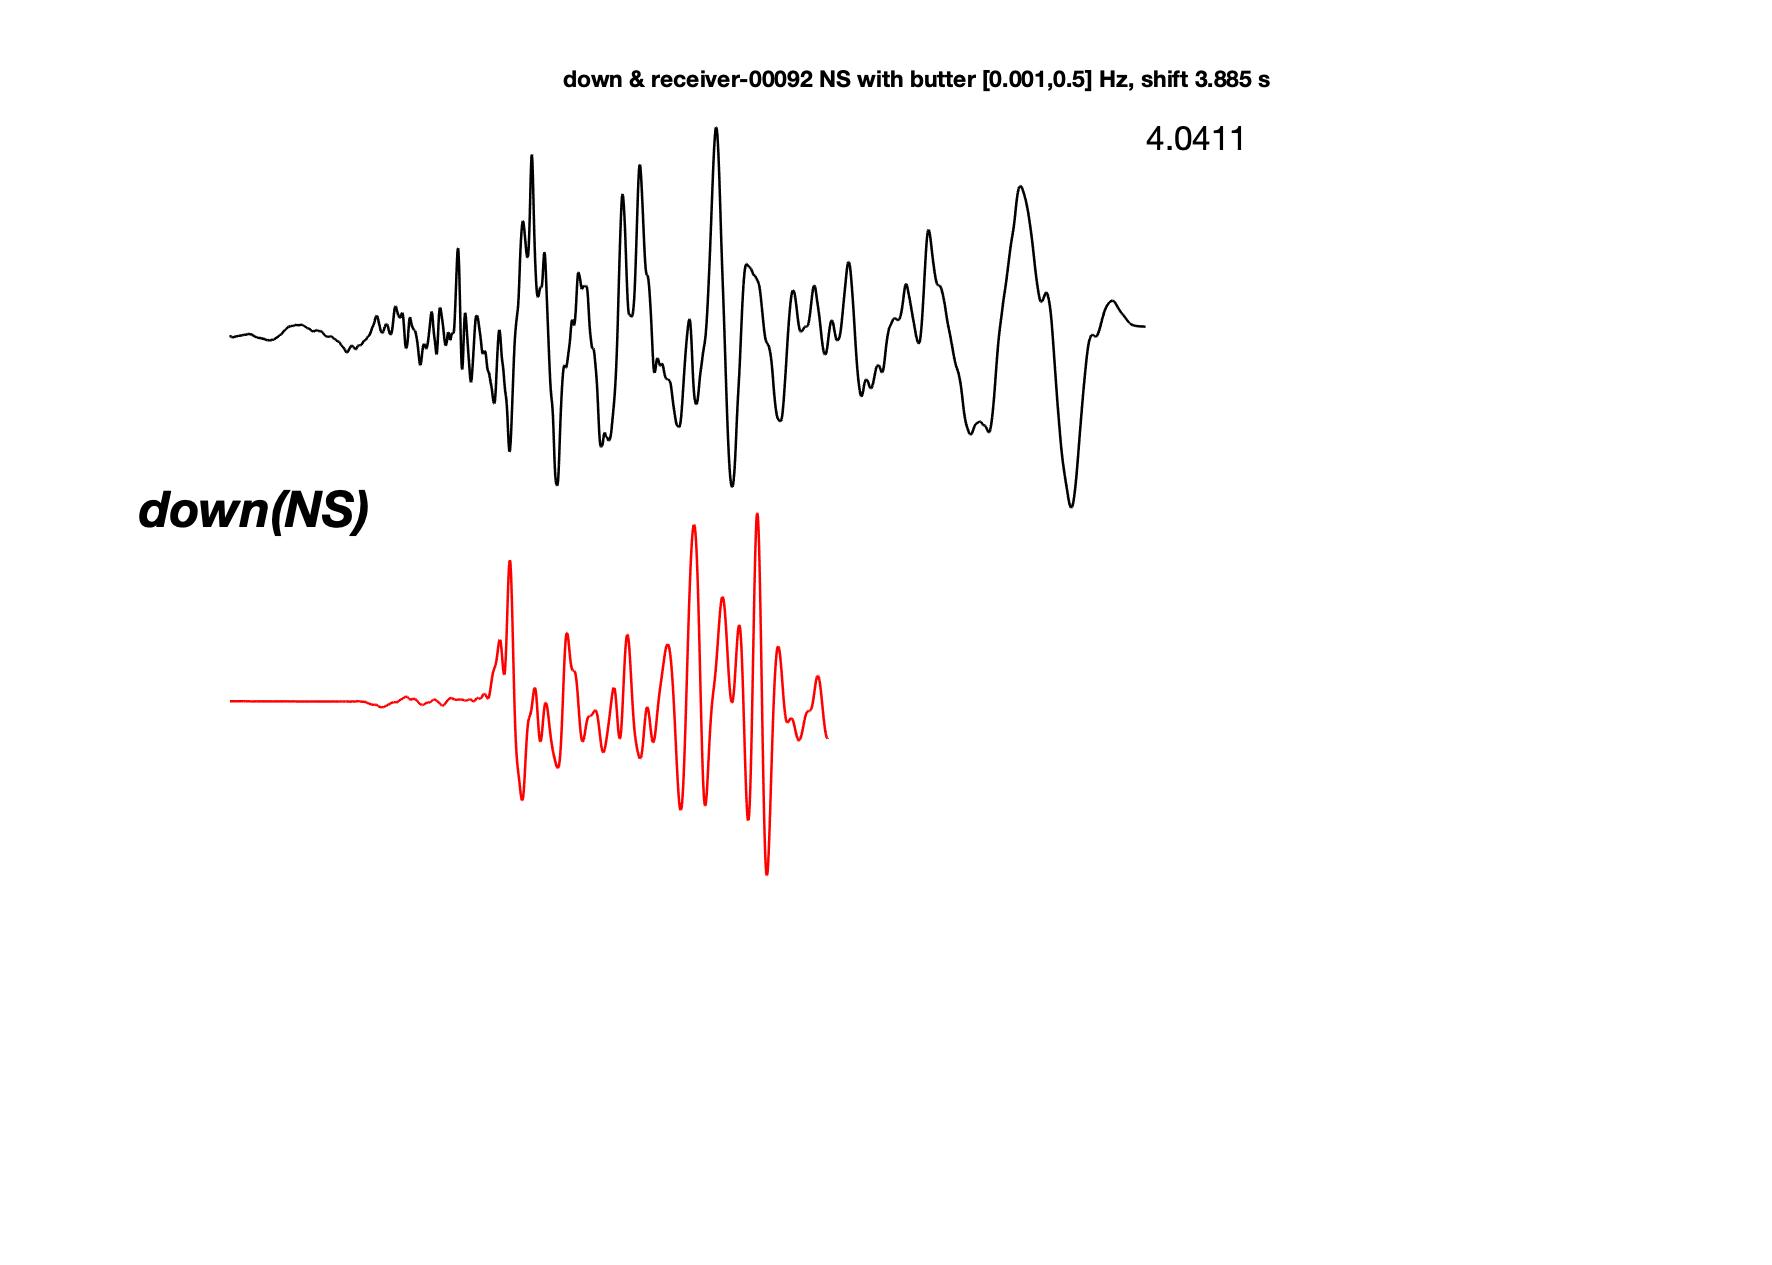 down & receiver-00092 NS with butter [0.001,0.5] Hz, shift 3.885 s
4.0411
down(NS)